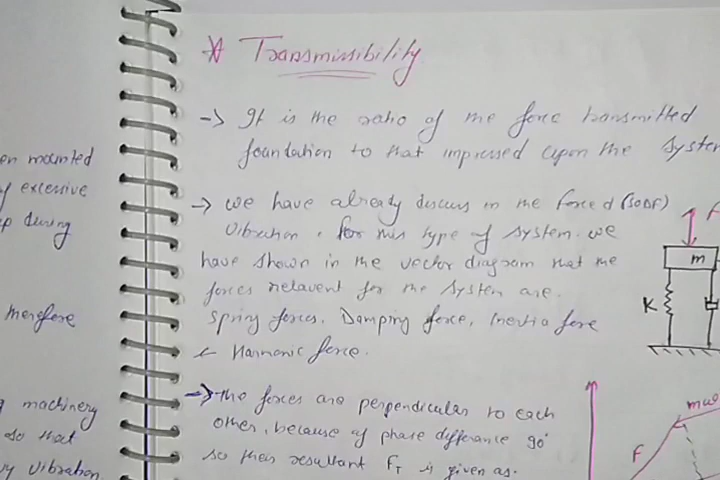 en mounted
of excessive
up during
therefore
g machinery
so that
vibration
* Transmissibility
-> It is the ratio of the force transmitted
foundation to that impressed upon the system
-> we have already discuss in the forced (SDOF)
vibration, for this type of system. we
have shown in the vector diagram that the
forces relavent for the system are.
spring forces, Damping force, Inertia force
& Harmonic force.
-> the forces are perpendicular to each
other, because of phase differance 90°
so their resultant FT is given as.
F
m
K
F
mω